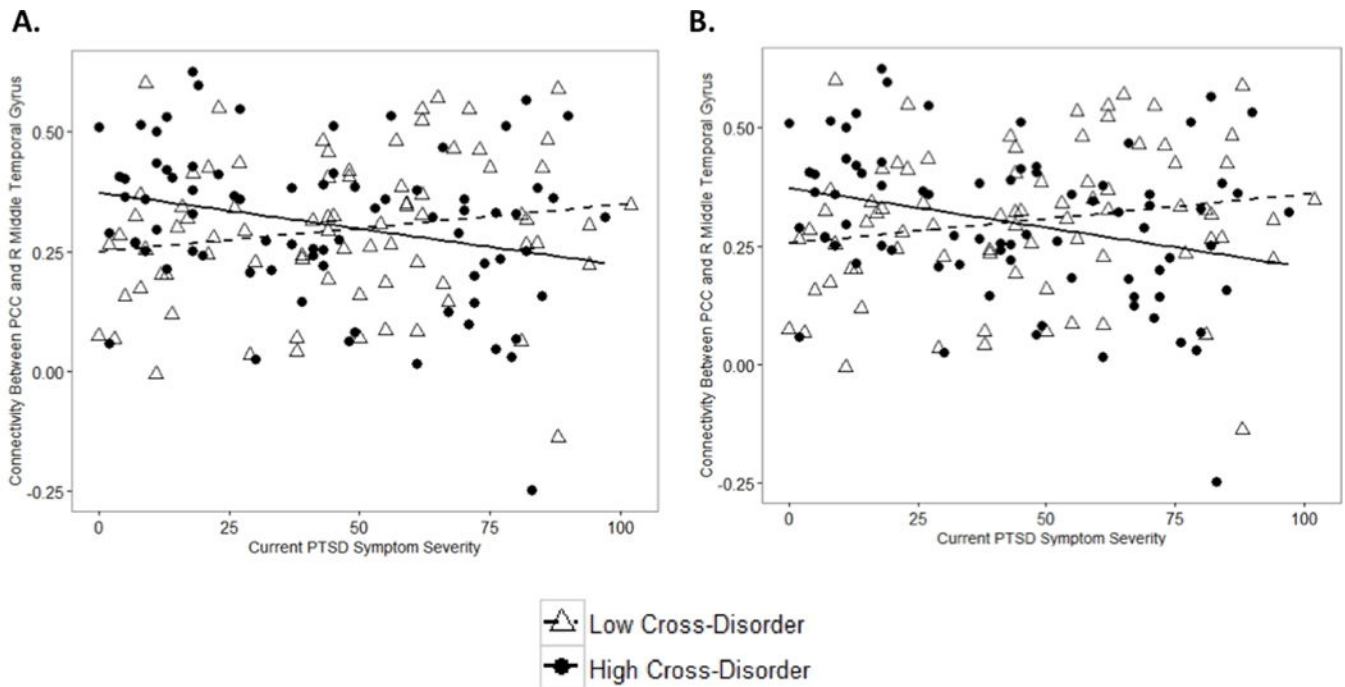 A.
Connectivity Between PCC and R Middle Temporal Gyrus
0.50
0.25
0.00
-0.25
0
25
50
75
100
Current PTSD Symptom Severity
B.
Connectivity Between PCC and R Middle Temporal Gyrus
0.50
0.25
0.00
-0.25
0
25
50
75
100
Current PTSD Symptom Severity
Low Cross-Disorder
High Cross-Disorder